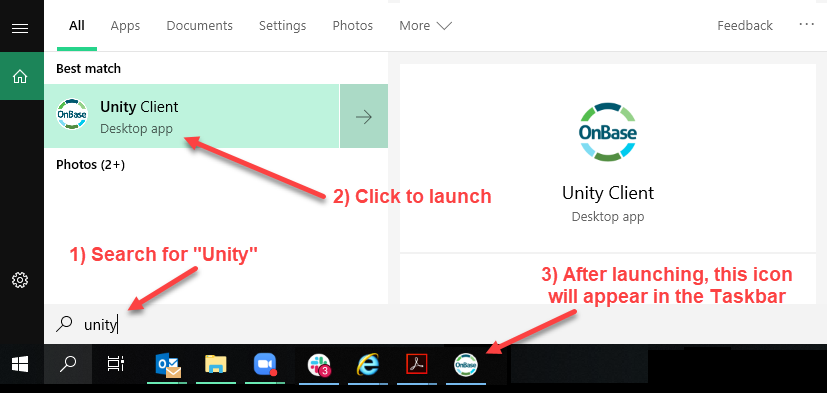 All Apps Documents Settings Photos More Feedback ...
Best match
Unity Client
Desktop app
OnBase
Photos (2+)
OnBase
Unity Client
Desktop app
2) Click to launch
1) Search for "Unity"
3) After launching, this icon
will appear in the Taskbar
unity
3
OnBase